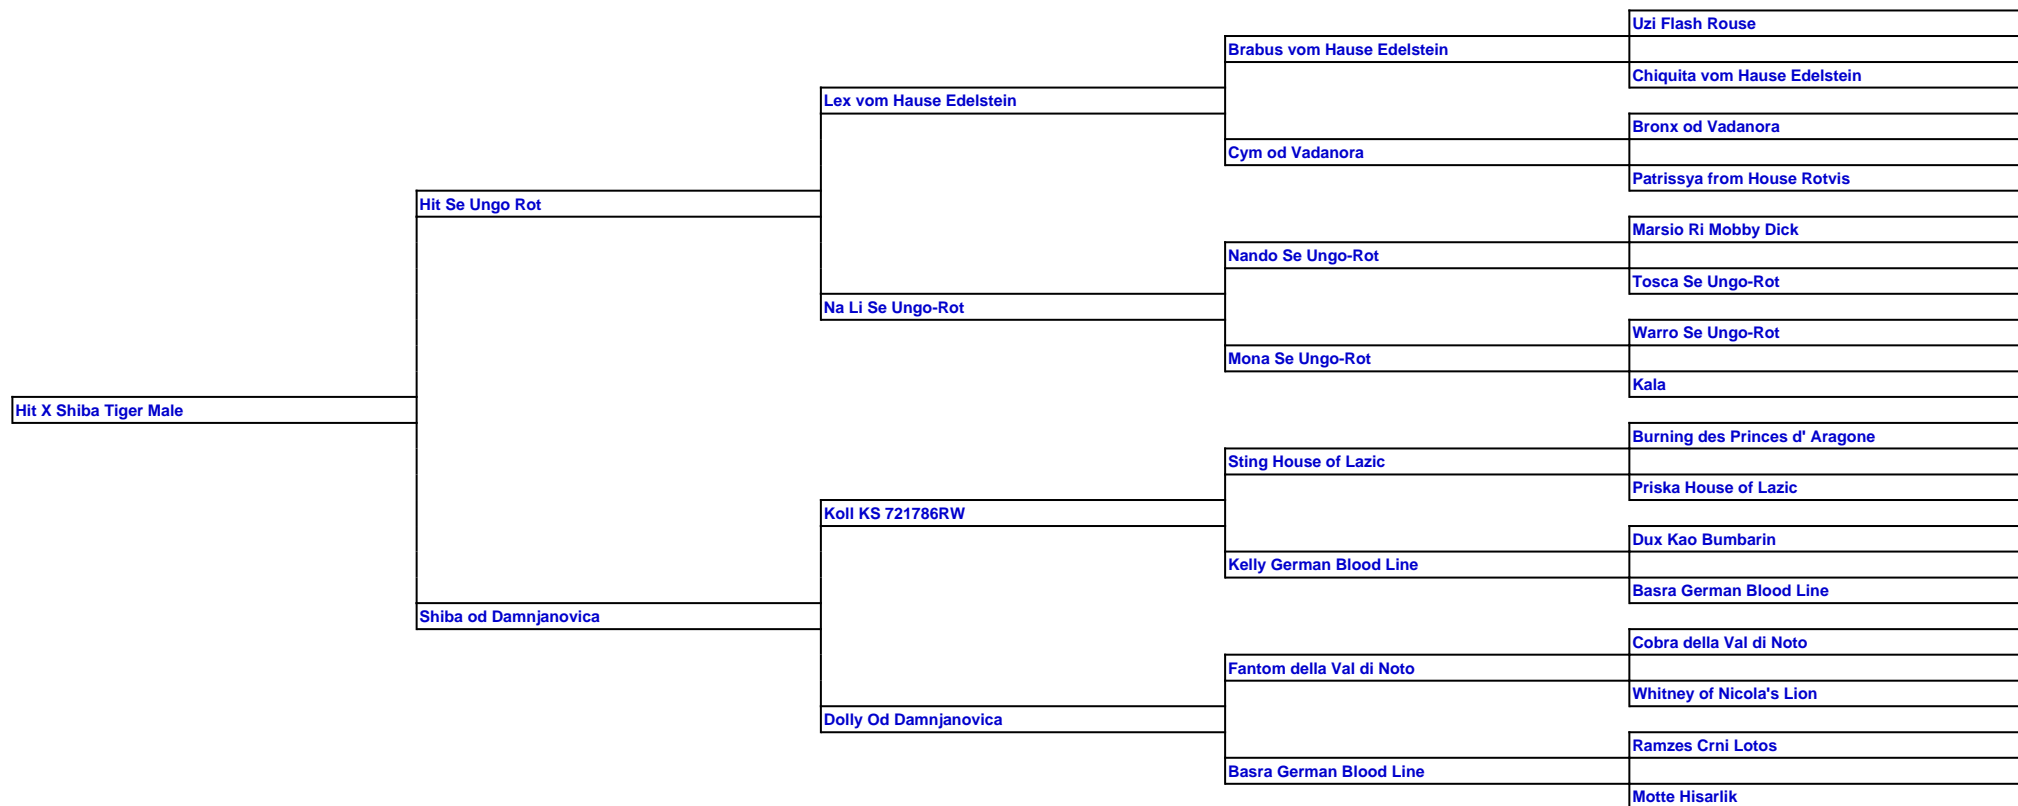 Uzi Flash Rouse
Brabus vom Hause Edelstein
Chiquita vom Hause Edelstein
Lex vom Hause Edelstein
Bronx od Vadanora
Cym od Vadanora
Patrissya from House Rotvis
Hit Se Ungo Rot
Marsio Ri Mobby Dick
Nando Se Ungo-Rot
Tosca Se Ungo-Rot
Na Li Se Ungo-Rot
Warro Se Ungo-Rot
Mona Se Ungo-Rot
Kala
Hit X Shiba Tiger Male
Burning des Princes d' Aragone
Sting House of Lazic
Priska House of Lazic
Koll KS 721786RW
Dux Kao Bumbarin
Kelly German Blood Line
Basra German Blood Line
Shiba od Damnjanovica
Cobra della Val di Noto
Fantom della Val di Noto
Whitney of Nicola's Lion
Dolly Od Damnjanovica
Ramzes Crni Lotos
Basra German Blood Line
Motte Hisarlik